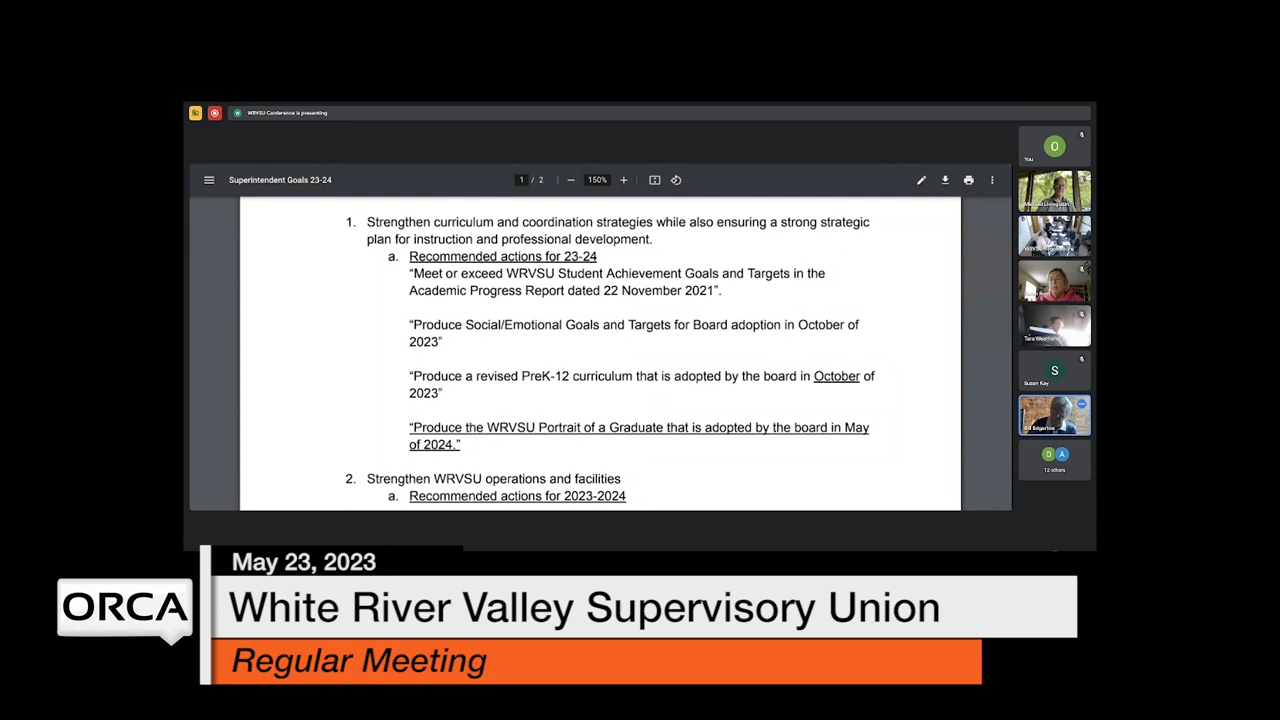 WRVSU Conference is presenting
Superintendent Goals 23-24
1 / 2 − 150% +
1. Strengthen curriculum and coordination strategies while also ensuring a strong strategic
plan for instruction and professional development.
a. Recommended actions for 23-24
“Meet or exceed WRVSU Student Achievement Goals and Targets in the
Academic Progress Report dated 22 November 2021”.
“Produce Social/Emotional Goals and Targets for Board adoption in October of
2023”
“Produce a revised PreK-12 curriculum that is adopted by the board in October of
2023”
“Produce the WRVSU Portrait of a Graduate that is adopted by the board in May
of 2024.”
2. Strengthen WRVSU operations and facilities
a. Recommended actions for 2023-2024
O
You
Michael Livingston
Tara Weatherell
S
Susan Kay
Bill Edgerton
D A
12 others
May 23, 2023
ORCA
White River Valley Supervisory Union
Regular Meeting